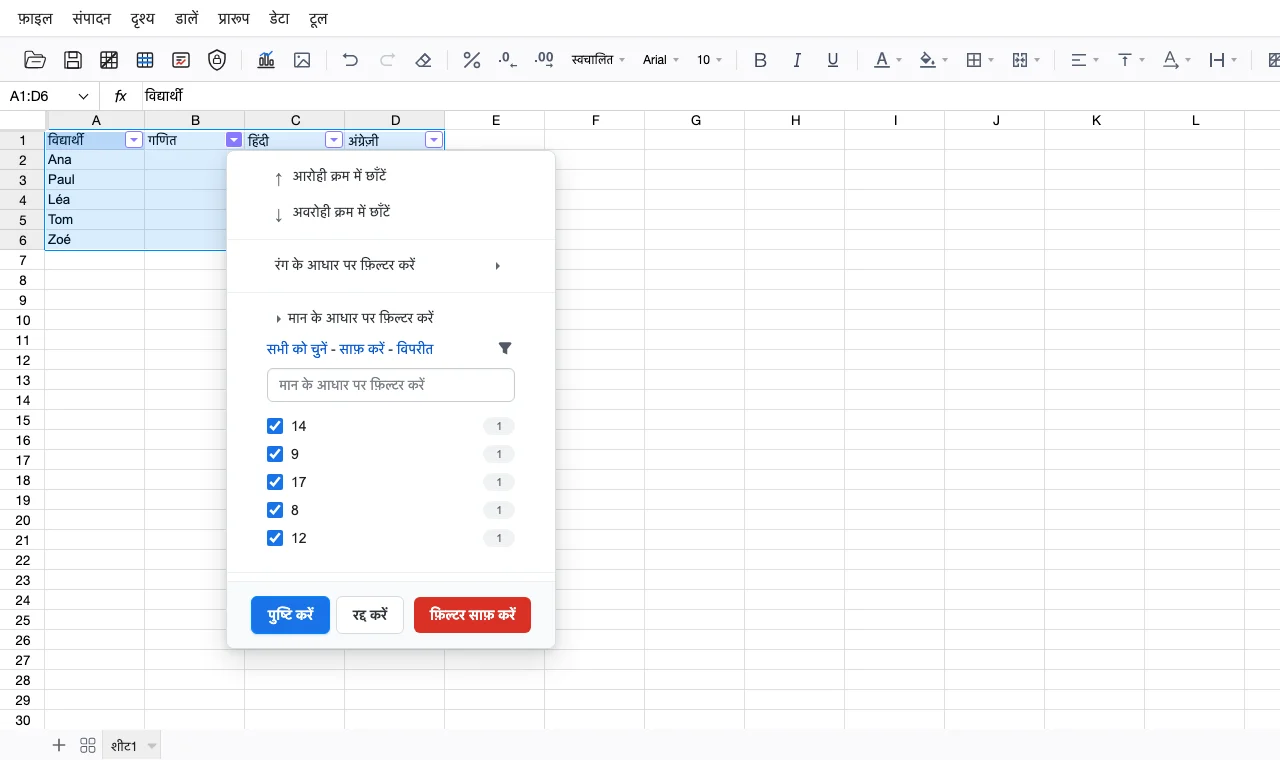 फ़ाइल संपादन दृश्य डालें प्रारूप डेटा टूल
% .0 .00 स्वचालित Arial 10 B I U A A
A1:D6 fx विद्यार्थी
A B C D E F G H I J K L
1 विद्यार्थी गणित हिंदी अंग्रेज़ी
2 Ana
3 Paul
4 Léa
5 Tom
6 Zoé
7
8
9
10
11
12
13
14
15
16
17
18
19
20
21
22
23
24
25
26
27
28
29
30
आरोही क्रम में छाँटें
अवरोही क्रम में छाँटें
रंग के आधार पर फ़िल्टर करें
मान के आधार पर फ़िल्टर करें
सभी को चुनें - साफ़ करें - विपरीत
मान के आधार पर फ़िल्टर करें
14 1
9 1
17 1
8 1
12 1
पुष्टि करें रद्द करें फ़िल्टर साफ़ करें
शीट1